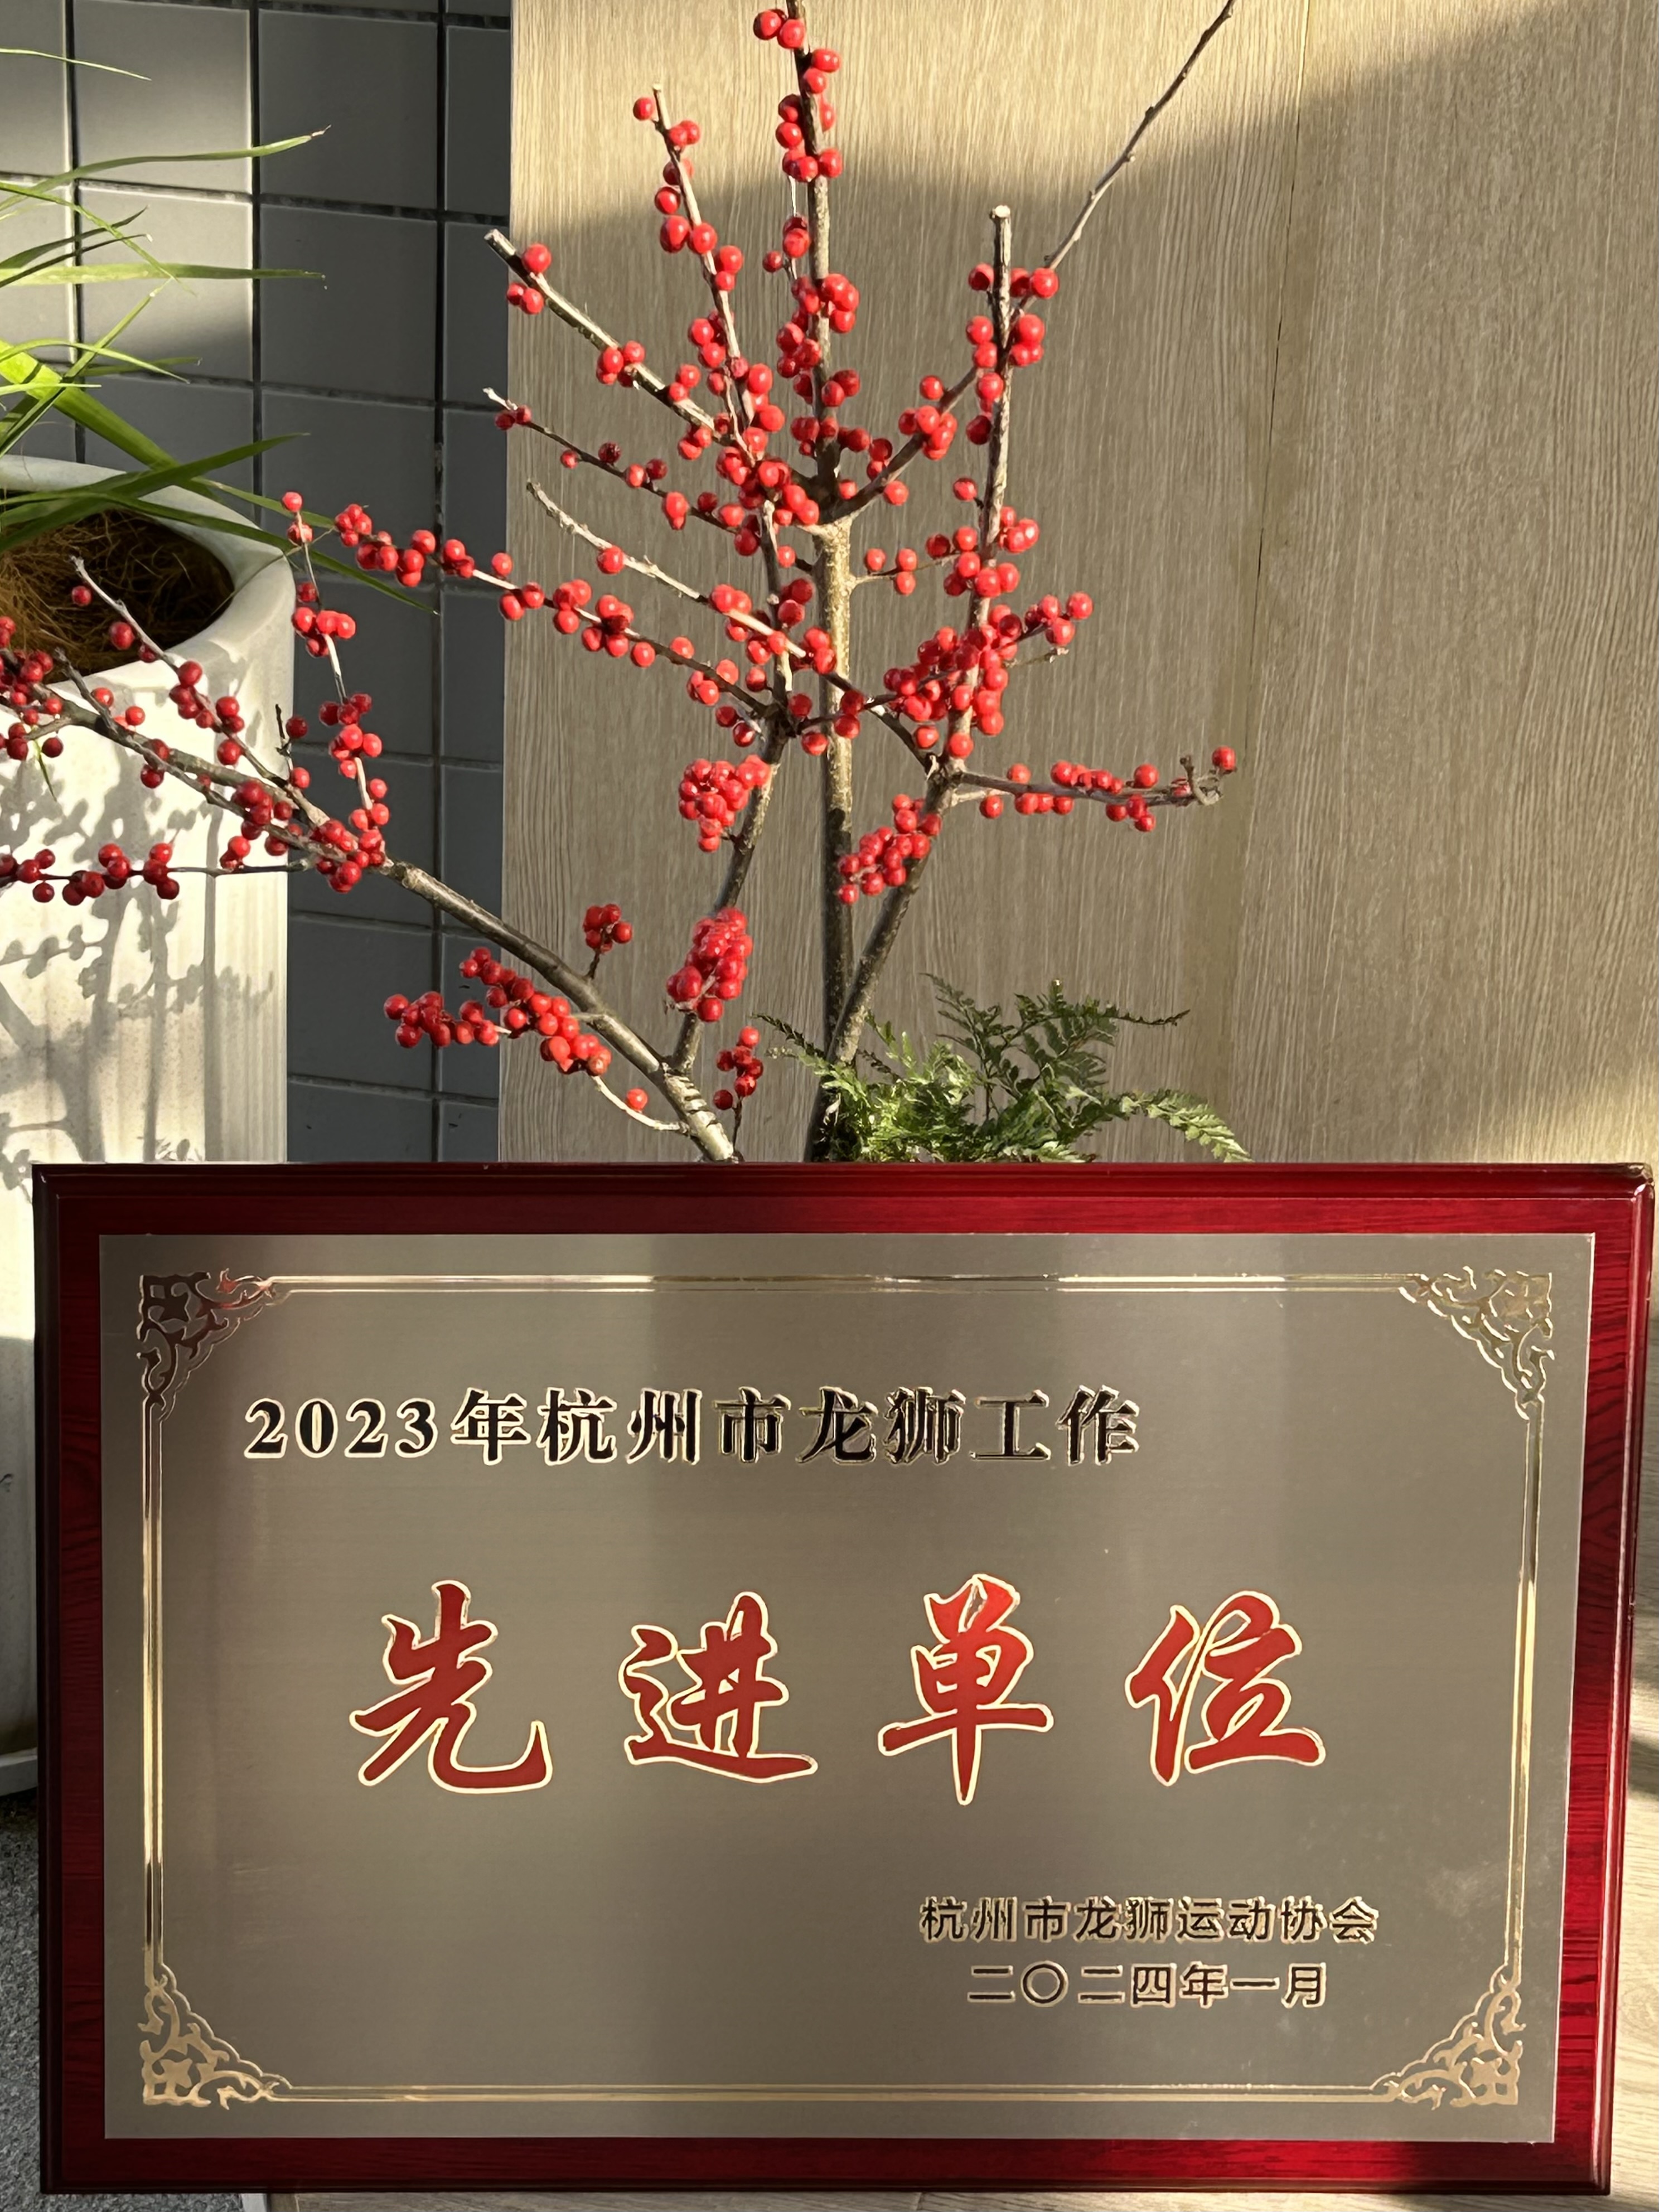 2023年杭州市龙狮工作
先进单位
杭州市龙狮运动协会
二〇二四年一月